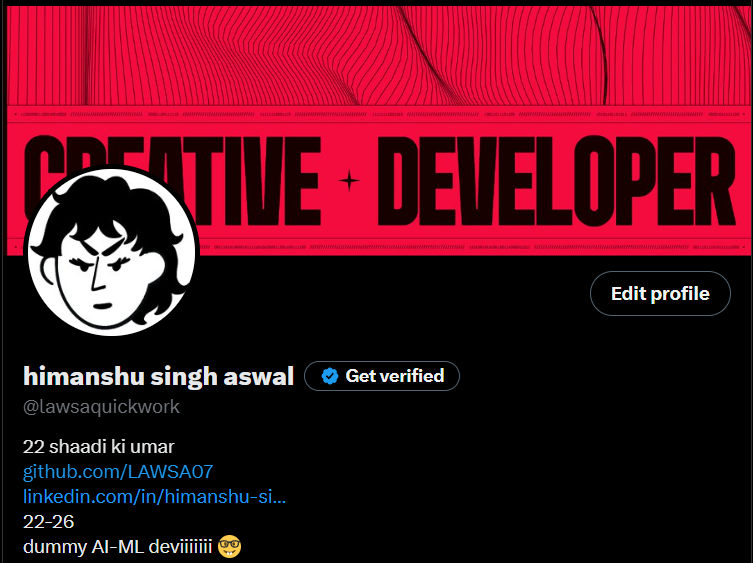 CREATIVE DEVELOPER
Edit profile
himanshu singh aswal Get verified
@lawsaquickwork
22 shaadi ki umar
github.com/LAWSA07
linkedin.com/in/himanshu-si...
22-26
dummy AI-ML deviiiiiii 🤓